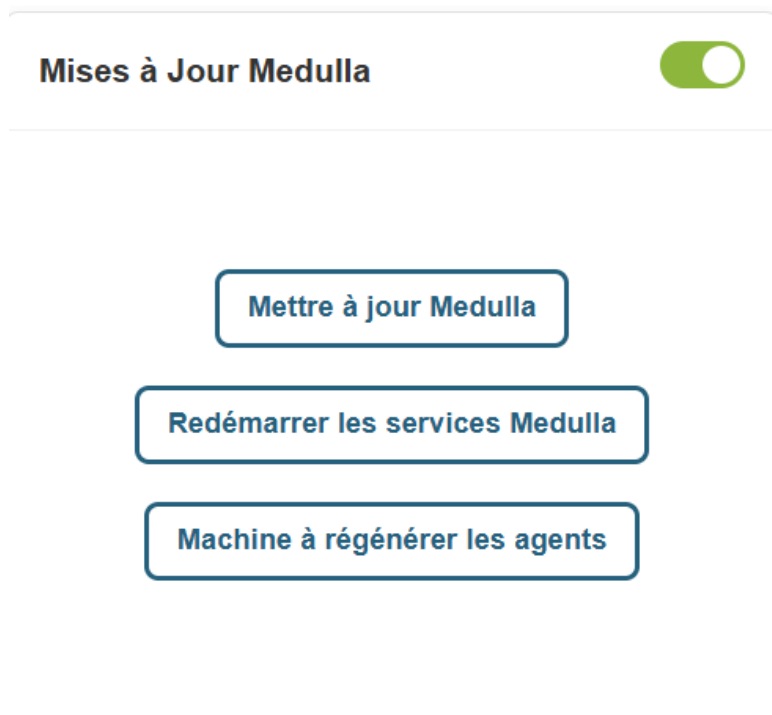 Mises à Jour Medulla
Mettre à jour Medulla
Redémarrer les services Medulla
Machine à régénérer les agents